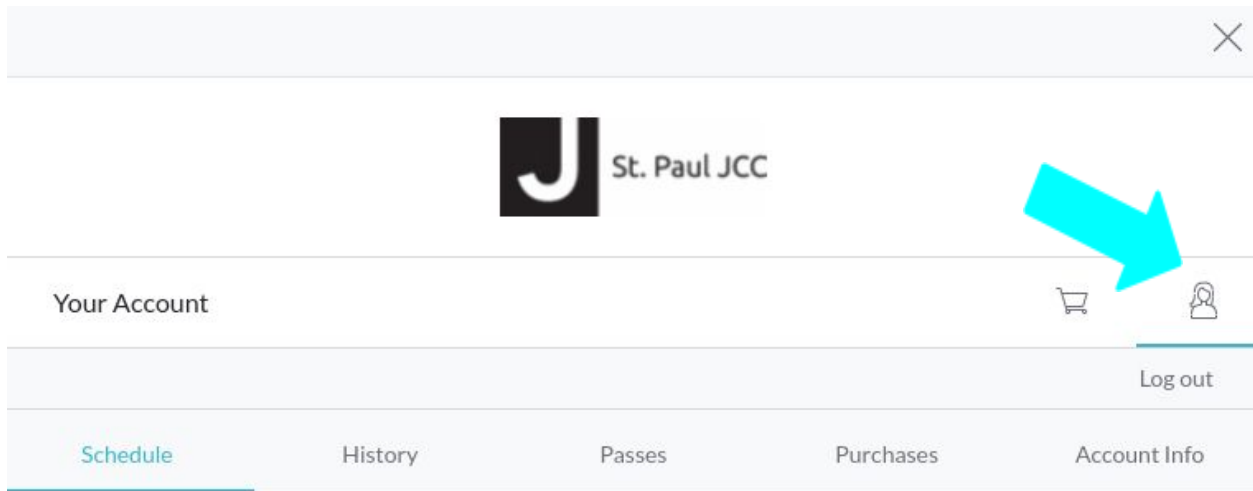 J St. Paul JCC
Your Account
Log out
Schedule History Passes Purchases Account Info